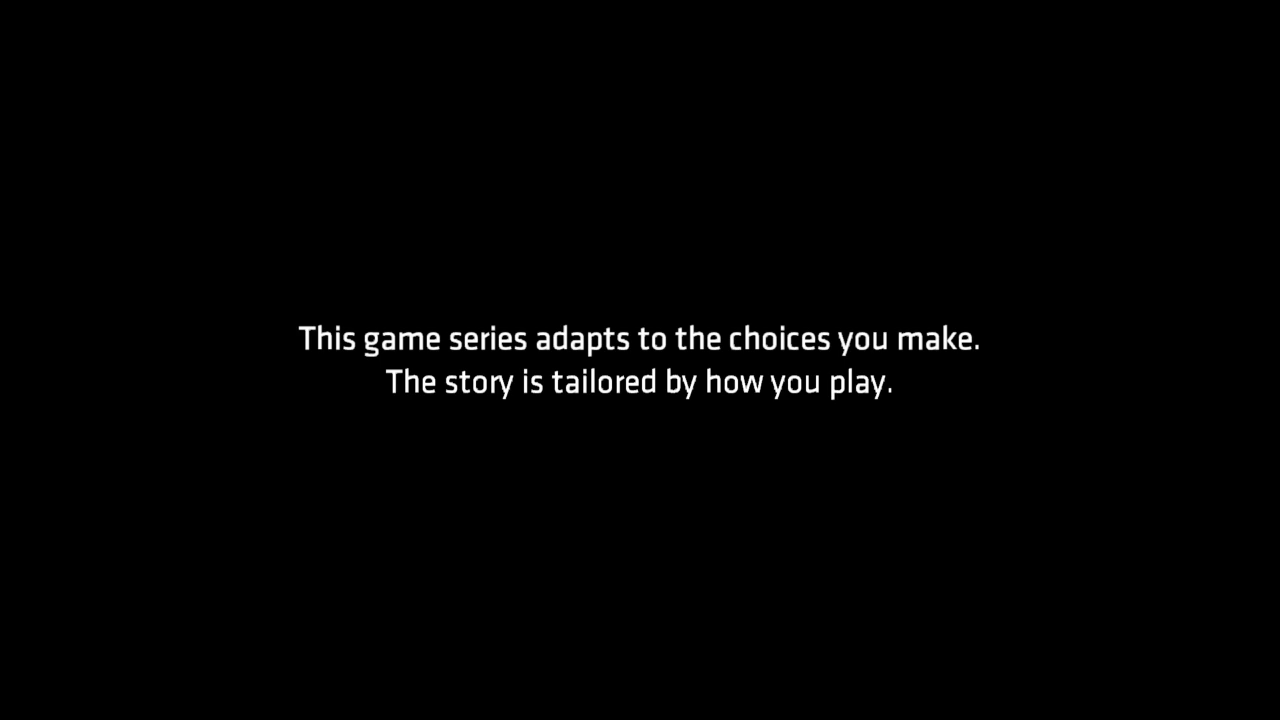 This game series adapts to the choices you make.
The story is tailored by how you play.